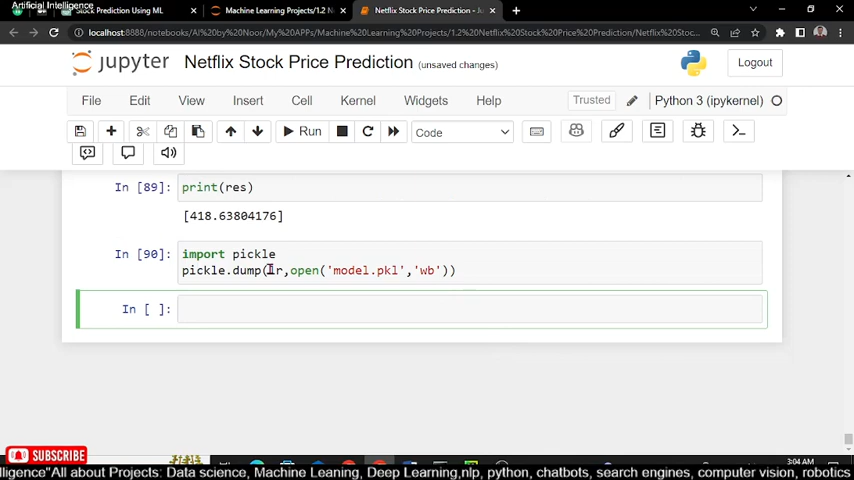 Artificial Intelligence
Stock Prediction Using ML
Machine Learning Projects/1.2 N
Netflix Stock Price Prediction - Ju
localhost:8888/notebooks/AI%20by%20Noor/My%20APPs/Machine%20Learning%20Projects/1.2%20Netflix%20Stock%20Price%20Prediction/Netflix%20Stoc...
jupyter Netflix Stock Price Prediction (unsaved changes)
Logout
File Edit View Insert Cell Kernel Widgets Help
Trusted Python 3 (ipykernel)
Run Code
In [89]: print(res)
[418.63804176]
In [90]: import pickle
pickle.dump(lr,open('model.pkl','wb'))
In [ ]:
SUBSCRIBE
3:04 AM
lligence"All about Projects: Data science, Machine Leaning, Deep Learning,nlp, python, chatbots, search engines, computer vision, robotics